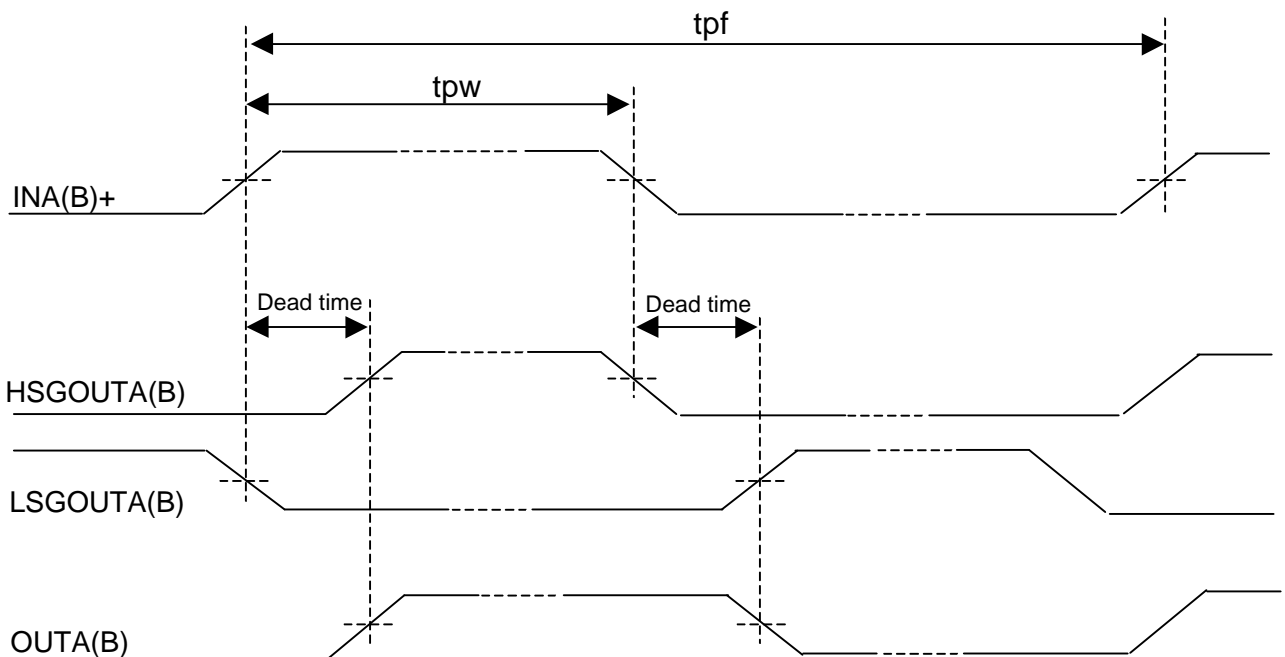 tpf
tpw
INA(B)+
Dead time
Dead time
HSGOUTA(B)
LSGOUTA(B)
OUTA(B)